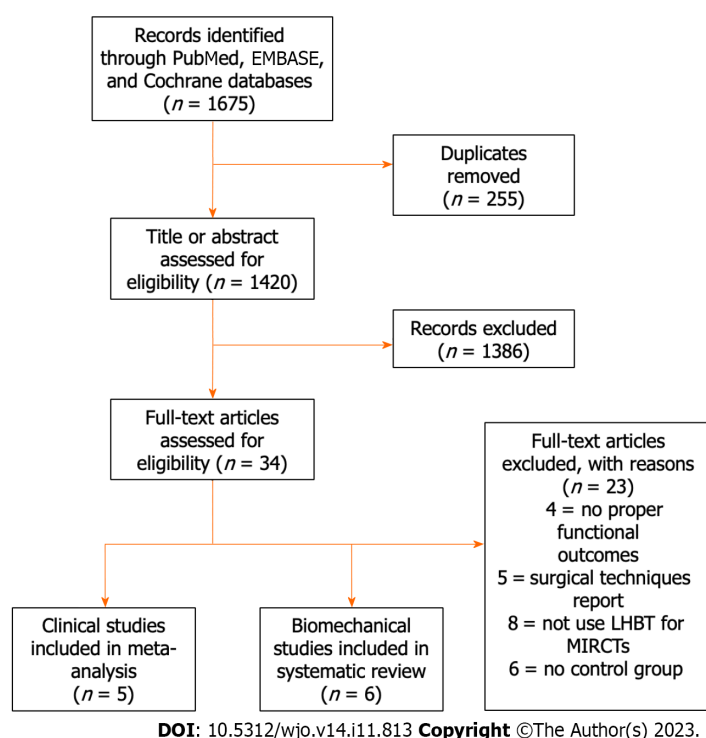 Records identified
through PubMed, EMBASE,
and Cochrane databases
(n = 1675)
Duplicates
removed
(n = 255)
Title or abstract
assessed for
eligibility (n = 1420)
Records excluded
(n = 1386)
Full-text articles
assessed for
eligibility (n = 34)
Full-text articles
excluded, with reasons
(n = 23)
4 = no proper
functional
outcomes
5 = surgical techniques
report
8 = not use LHBT for
MIRCTs
6 = no control group
Clinical studies
included in meta-
analysis
(n = 5)
Biomechanical
studies included in
systematic review
(n = 6)
DOI: 10.5312/wjo.v14.i11.813 Copyright ©The Author(s) 2023.